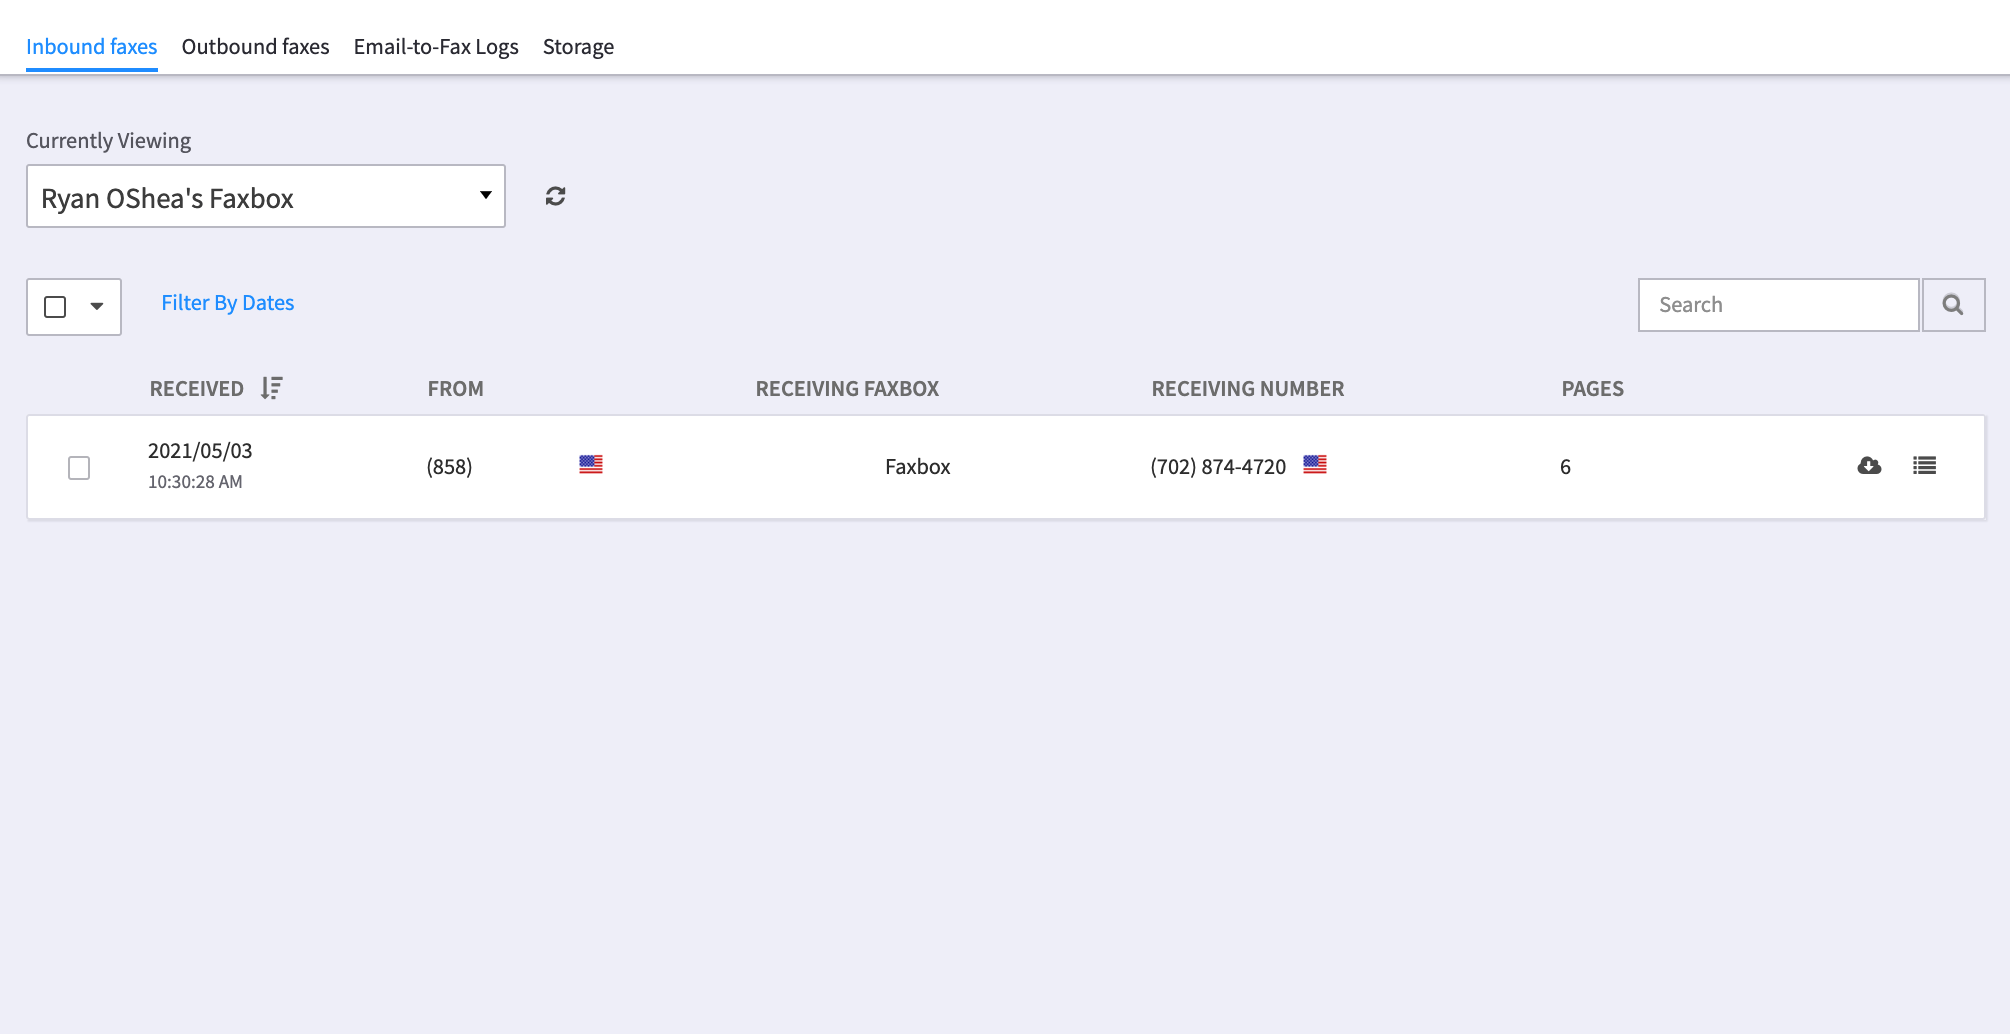 Inbound faxes Outbound faxes Email-to-Fax Logs Storage
Currently Viewing
Ryan OShea's Faxbox
Filter By Dates
Search
RECEIVED FROM RECEIVING FAXBOX RECEIVING NUMBER PAGES
2021/05/03
10:30:28 AM
(858) Faxbox (702) 874-4720 6